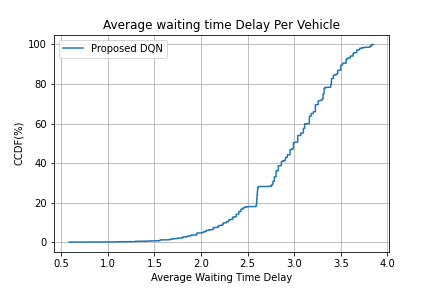 Average waiting time Delay Per Vehicle
Proposed DQN
CCDF(%)
100
80
60
40
20
0
0.5 1.0 1.5 2.0 2.5 3.0 3.5 4.0
Average Waiting Time Delay